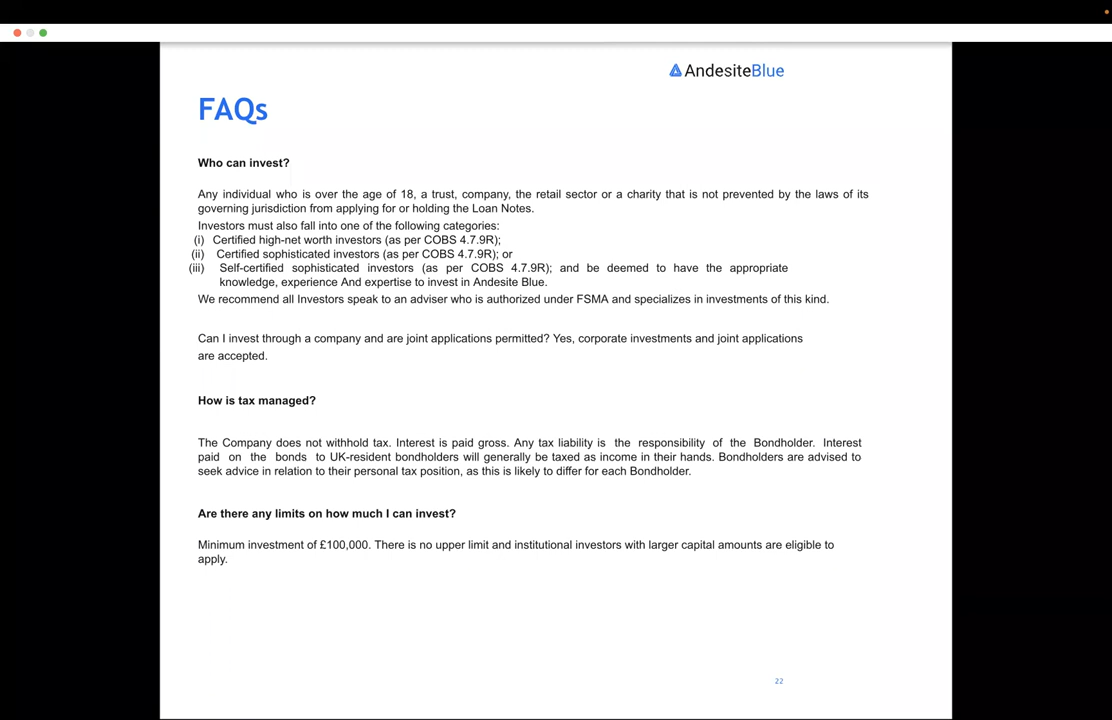 AndesiteBlue
FAQs
Who can invest?
Any individual who is over the age of 18, a trust, company, the retail sector or a charity that is not prevented by the laws of its
governing jurisdiction from applying for or holding the Loan Notes.
Investors must also fall into one of the following categories:
(i) Certified high-net worth investors (as per COBS 4.7.9R);
(ii) Certified sophisticated investors (as per COBS 4.7.9R); or
(iii) Self-certified sophisticated investors (as per COBS 4.7.9R); and be deemed to have the appropriate
knowledge, experience And expertise to invest in Andesite Blue.
We recommend all Investors speak to an adviser who is authorized under FSMA and specializes in investments of this kind.
Can I invest through a company and are joint applications permitted? Yes, corporate investments and joint applications
are accepted.
How is tax managed?
The Company does not withhold tax. Interest is paid gross. Any tax liability is the responsibility of the Bondholder. Interest
paid on the bonds to UK-resident bondholders will generally be taxed as income in their hands. Bondholders are advised to
seek advice in relation to their personal tax position, as this is likely to differ for each Bondholder.
Are there any limits on how much I can invest?
Minimum investment of £100,000. There is no upper limit and institutional investors with larger capital amounts are eligible to
apply.
22